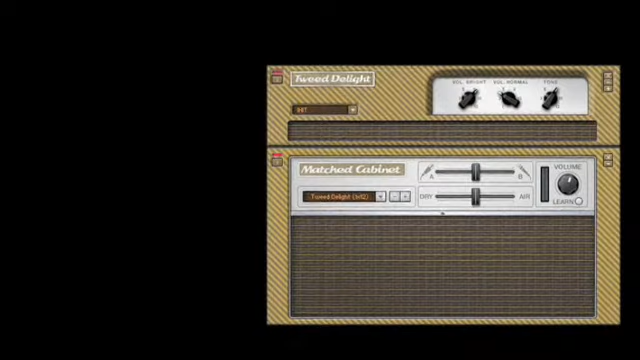 Tweed Delight
VOL. BRIGHT VOL. NORMAL TONE
Matched Cabinet
A B
VOLUME
Tweed Delight (1x12)
- +
DRY AIR
LEARN